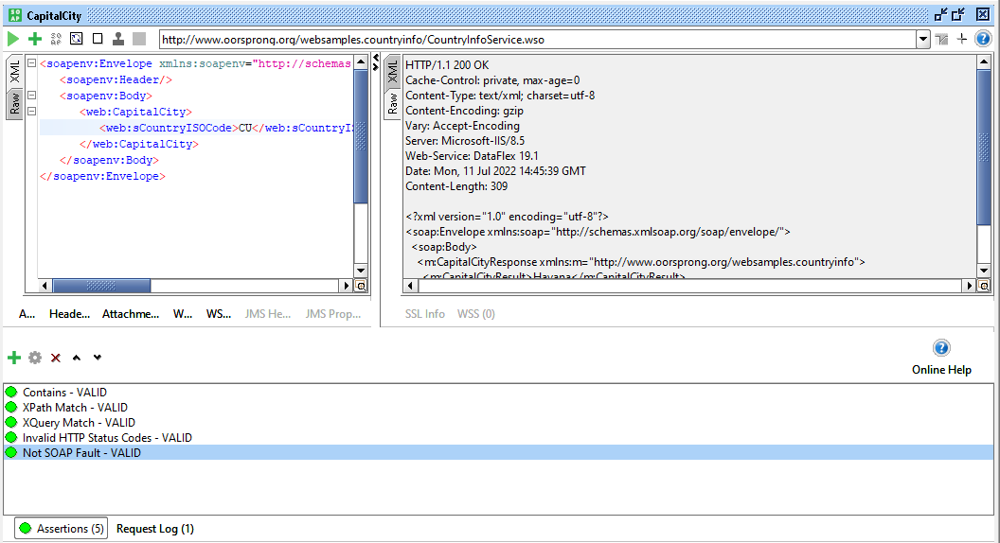 CapitalCity
http://www.oorsprong.org/websamples.countryinfo/CountryInfoService.wso
XML
Raw
<soapenv:Envelope xmlns:soapenv="http://schemas
<soapenv:Header/>
<soapenv:Body>
<web:CapitalCity>
<web:sCountryISOCode>CU</web:sCountryIS
</web:CapitalCity>
</soapenv:Body>
</soapenv:Envelope>
XML
Raw
HTTP/1.1 200 OK
Cache-Control: private, max-age=0
Content-Type: text/xml; charset=utf-8
Content-Encoding: gzip
Vary: Accept-Encoding
Server: Microsoft-IIS/8.5
Web-Service: DataFlex 19.1
Date: Mon, 11 Jul 2022 14:45:39 GMT
Content-Length: 309
<?xml version="1.0" encoding="utf-8"?>
<soap:Envelope xmlns:soap="http://schemas.xmlsoap.org/soap/envelope/">
<soap:Body>
<m:CapitalCityResponse xmlns:m="http://www.oorsprong.org/websamples.countryinfo">
<m:CapitalCityResult>Havana</m:CapitalCityResult>
A... Heade... Attachme... W... WS... JMS He... JMS Prop...
SSL Info WSS (0)
Online Help
Contains - VALID
XPath Match - VALID
XQuery Match - VALID
Invalid HTTP Status Codes - VALID
Not SOAP Fault - VALID
Assertions (5) Request Log (1)